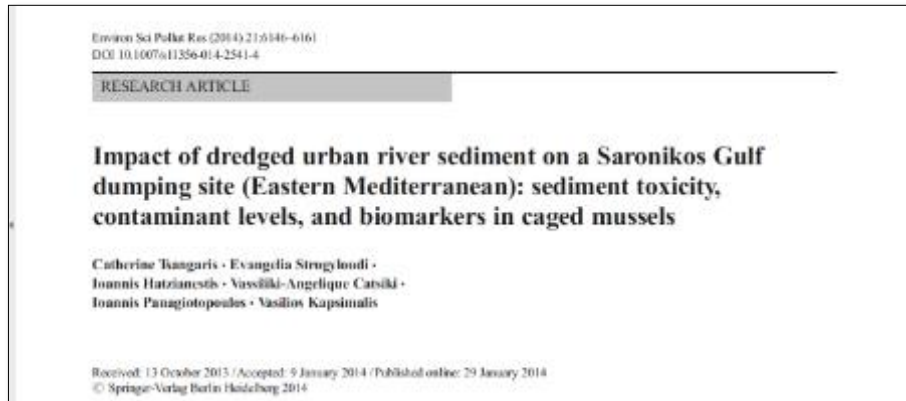 Environ Sci Pollut Res (2014) 21:6146–6161
DOI 10.1007/s11356-014-2541-4
RESEARCH ARTICLE
Impact of dredged urban river sediment on a Saronikos Gulf
dumping site (Eastern Mediterranean): sediment toxicity,
contaminant levels, and biomarkers in caged mussels
Catherine Tsangaris · Evangelia Strogyloudi ·
Ioannis Hatzianestis · Vassiliki-Angelique Catsiki ·
Ioannis Panagiotopoulos · Vasilios Kapsimalis
Received: 13 October 2013 / Accepted: 9 January 2014 / Published online: 29 January 2014
© Springer-Verlag Berlin Heidelberg 2014